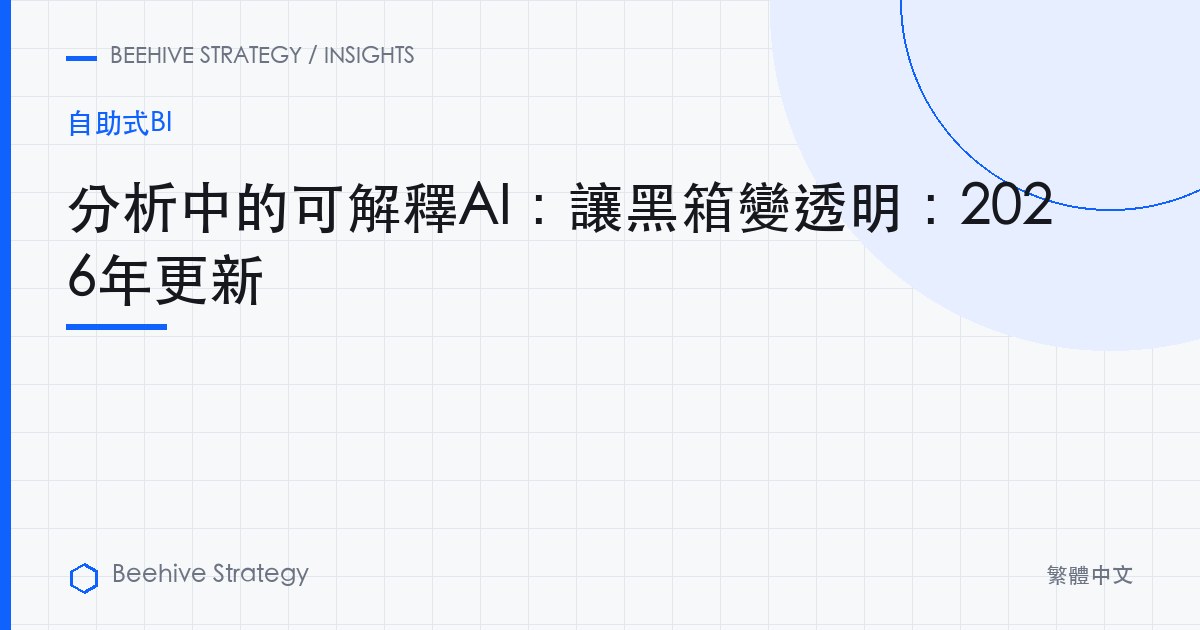 BEEHIVE STRATEGY / INSIGHTS
自助式BI
分析中的可解釋AI：讓黑箱變透明：202
6年更新
Beehive Strategy
繁體中文